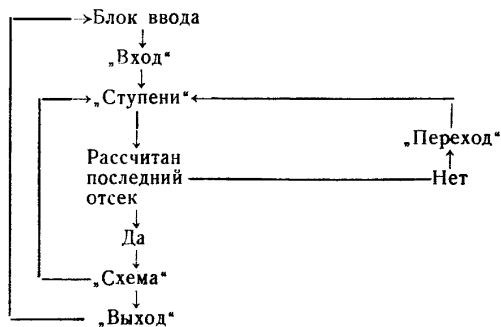 Блок ввода
„Вход“
„Ступени“
„Переход“
Рассчитан
последний
отсек
Нет
Да
„Схема“
„Выход“